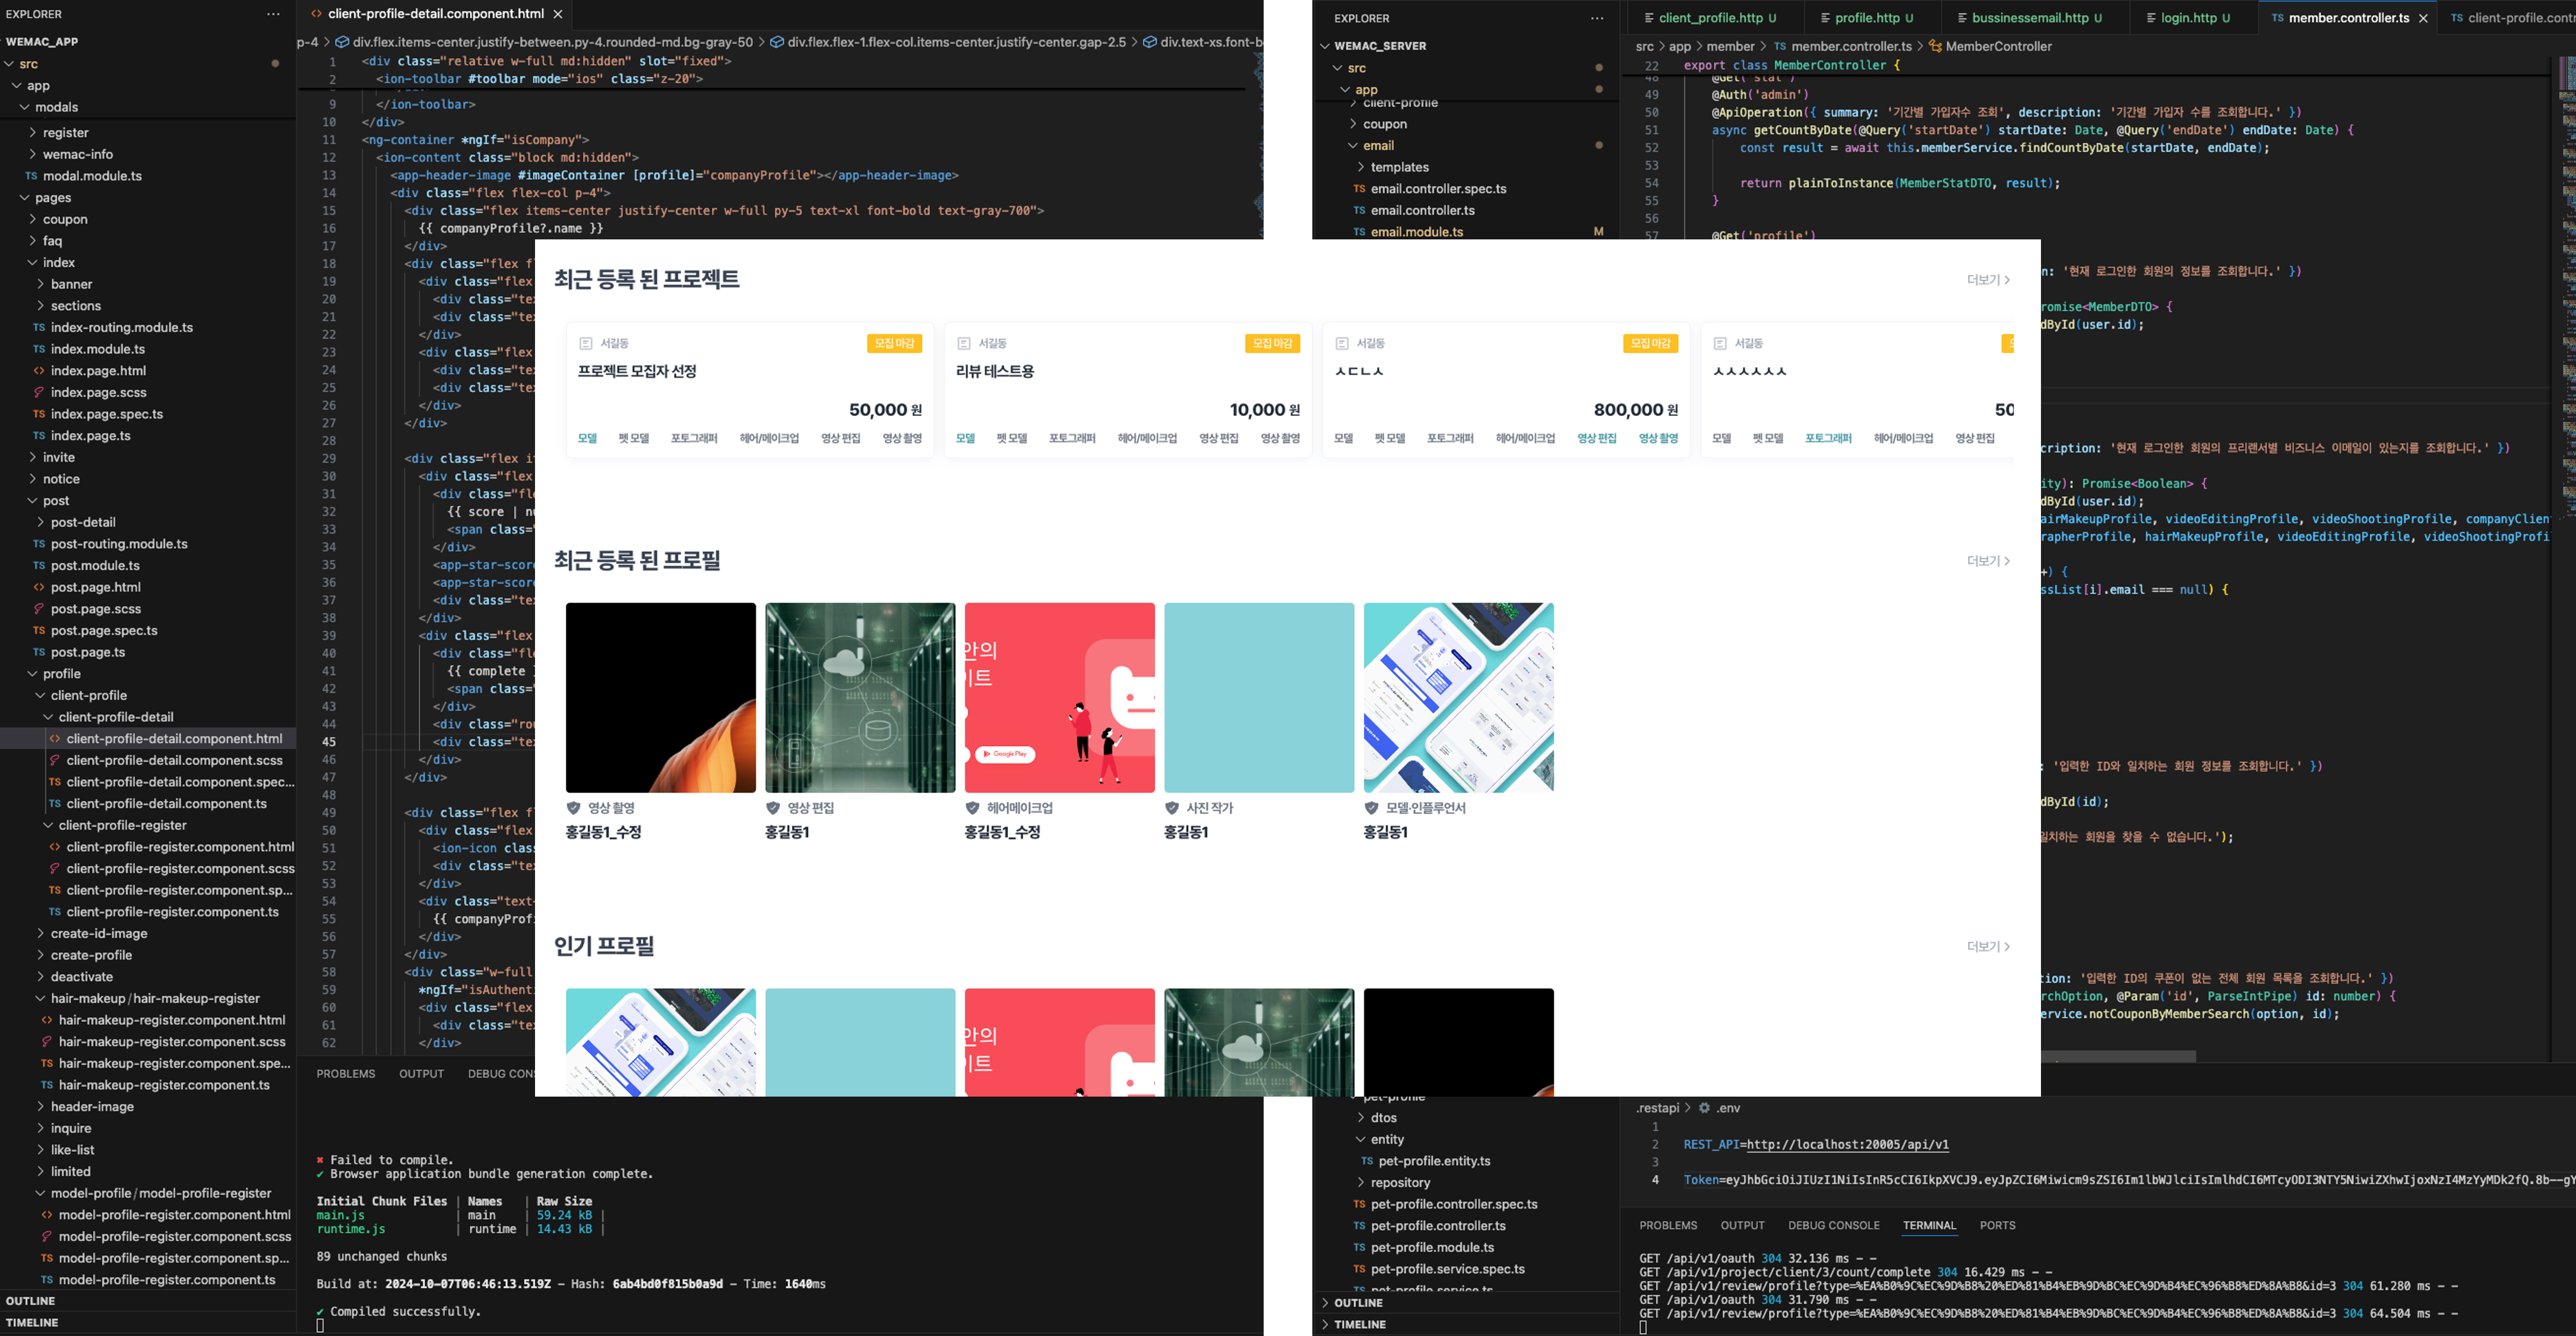 EXPLORER
WEMAC_APP
src
app
modals
register
wemac-info
TS modal.module.ts
pages
coupon
faq
index
banner
sections
TS index-routing.module.ts
TS index.module.ts
<> index.page.html
index.page.scss
TS index.page.spec.ts
TS index.page.ts
invite
notice
post
post-detail
TS post-routing.module.ts
TS post.module.ts
<> post.page.html
post.page.scss
TS post.page.spec.ts
TS post.page.ts
profile
client-profile
client-profile-detail
<> client-profile-detail.component.html
client-profile-detail.component.scss
TS client-profile-detail.component.spec...
TS client-profile-detail.component.ts
client-profile-register
<> client-profile-register.component.html
client-profile-register.component.scss
TS client-profile-register.component.sp...
TS client-profile-register.component.ts
create-id-image
create-profile
deactivate
hair-makeup/hair-makeup-register
<> hair-makeup-register.component.html
hair-makeup-register.component.scss
TS hair-makeup-register.component.spe...
TS hair-makeup-register.component.ts
header-image
inquire
like-list
limited
model-profile/model-profile-register
<> model-profile-register.component.html
model-profile-register.component.scss
TS model-profile-register.component.sp...
TS model-profile-register.component.ts
OUTLINE
TIMELINE
<> client-profile-detail.component.html ×
p-4 > div.flex.items-center.justify-between.py-4.rounded-md.bg-gray-50 > div.flex.flex-1.flex-col.items-center.justify-center.gap-2.5 > div.text-xs.font-b
1 <div class="relative w-full md:hidden" slot="fixed">
2 <ion-toolbar #toolbar mode="ios" class="z-20">
9 </ion-toolbar>
10 </div>
11 <ng-container *ngIf="isCompany">
12 <ion-content class="block md:hidden">
13 <app-header-image #imageContainer [profile]="companyProfile"></app-header-image>
14 <div class="flex flex-col p-4">
15 <div class="flex items-center justify-center w-full py-5 text-xl font-bold text-gray-700">
16 {{ companyProfile?.name }}
17 </div>
18 <div class="flex f
19 <div class="flex
20 <div class="tex
21 <div class="tex
22 </div>
23 <div class="flex
24 <div class="tex
25 <div class="tex
26 </div>
27 </div>
28
29 <div class="flex it
30 <div class="flex
31 <div class="fle
32 {{ score | nu
33 <span class="
34 </div>
35 <app-star-score
36 <app-star-score
37 <div class="tex
38 </div>
39 <div class="flex
40 <div class="fle
41 {{ complete
42 <span class="
43 </div>
44 <div class="rou
45 <div class="tex
46 </div>
47 </div>
48
49 <div class="flex f
50 <div class="flex
51 <ion-icon clas
52 <div class="tex
53 </div>
54 <div class="text-
55 {{ companyProf
56 </div>
57 </div>
58 <div class="w-full
59 *ngIf="isAuthenti
60 <div class="flex
61 <div class="tex
62 </div>
PROBLEMS OUTPUT DEBUG CON
✖ Failed to compile.
✔ Browser application bundle generation complete.
Initial Chunk Files | Names | Raw Size
main.js | main | 59.24 kB |
runtime.js | runtime | 14.43 kB |
89 unchanged chunks
Build at: 2024-10-07T06:46:13.519Z - Hash: 6ab4bd0f815b0a9d - Time: 1640ms
✔ Compiled successfully.
최근 등록 된 프로젝트
더보기 >
서길동 모집 마감
프로젝트 모집자 선정
50,000 원
모델 펫 모델 포토그래퍼 헤어/메이크업 영상 편집 영상 촬영
서길동 모집 마감
리뷰 테스트용
10,000 원
모델 펫 모델 포토그래퍼 헤어/메이크업 영상 편집 영상 촬영
서길동 모집 마감
ㅅㄷㄴㅅ
800,000 원
모델 펫 모델 포토그래퍼 헤어/메이크업 영상 편집 영상 촬영
서길동
ㅅㅅㅅㅅㅅㅅ
50
모델 펫 모델 포토그래퍼 헤어/메이크업 영상 편집
최근 등록 된 프로필
더보기 >
안의
이트
Google Play
영상 촬영
홍길동1_수정
영상 편집
홍길동1
헤어메이크업
홍길동1_수정
사진 작가
홍길동1
모델·인플루언서
홍길동1
인기 프로필
더보기 >
안의
이트
EXPLORER
WEMAC_SERVER
src
app
client-profile
coupon
email
templates
TS email.controller.spec.ts
TS email.controller.ts
TS email.module.ts M
pet-profile
dtos
entity
TS pet-profile.entity.ts
repository
TS pet-profile.controller.spec.ts
TS pet-profile.controller.ts
TS pet-profile.module.ts
TS pet-profile.service.spec.ts
TS pet-profile.service.ts
OUTLINE
TIMELINE
client_profile.http U
profile.http U
bussinessemail.http U
login.http U
TS member.controller.ts ×
TS client-profile.cont
src > app > member > TS member.controller.ts > MemberController
22 export class MemberController {
48 @Get('stat')
49 @Auth('admin')
50 @ApiOperation({ summary: '기간별 가입자수 조회', description: '기간별 가입자 수를 조회합니다.' })
51 async getCountByDate(@Query('startDate') startDate: Date, @Query('endDate') endDate: Date) {
52 const result = await this.memberService.findCountByDate(startDate, endDate);
53
54 return plainToInstance(MemberStatDTO, result);
55 }
56
57 @Get('profile')
n: '현재 로그인한 회원의 정보를 조회합니다.' })
romise<MemberDTO> {
dById(user.id);
cription: '현재 로그인한 회원의 프리랜서별 비즈니스 이메일이 있는지를 조회합니다.' })
ity): Promise<Boolean> {
dById(user.id);
airMakeupProfile, videoEditingProfile, videoShootingProfile, companyClien
rapherProfile, hairMakeupProfile, videoEditingProfile, videoShootingProfi
+) {
ssList[i].email === null) {
: '입력한 ID와 일치하는 회원 정보를 조회합니다.' })
dById(id);
일치하는 회원을 찾을 수 없습니다.');
ion: '입력한 ID의 쿠폰이 없는 전체 회원 목록을 조회합니다.' })
rchOption, @Param('id', ParseIntPipe) id: number) {
ervice.notCouponByMemberSearch(option, id);
.restapi > .env
1
2 REST_API=http://localhost:20005/api/v1
3
4 Token=eyJhbGciOiJIUzI1NiIsInR5cCI6IkpXVCJ9.eyJpZCI6Miwicm9sZSI6Im1lbWJlciIsImlhdCI6MTcyODI3NTY5NiwiZXhwIjoxNzI4MzYyMDk2fQ.8b--gY
PROBLEMS OUTPUT DEBUG CONSOLE TERMINAL PORTS
GET /api/v1/oauth 304 32.136 ms - -
GET /api/v1/project/client/3/count/complete 304 16.429 ms - -
GET /api/v1/review/profile?type=%EA%B0%9C%EC%9D%B8%20%ED%81%B4%EB%9D%BC%EC%9D%B4%EC%96%B8%ED%8A%B8&id=3 304 61.280 ms - -
GET /api/v1/oauth 304 31.790 ms - -
GET /api/v1/review/profile?type=%EA%B0%9C%EC%9D%B8%20%ED%81%B4%EB%9D%BC%EC%9D%B4%EC%96%B8%ED%8A%B8&id=3 304 64.504 ms - -